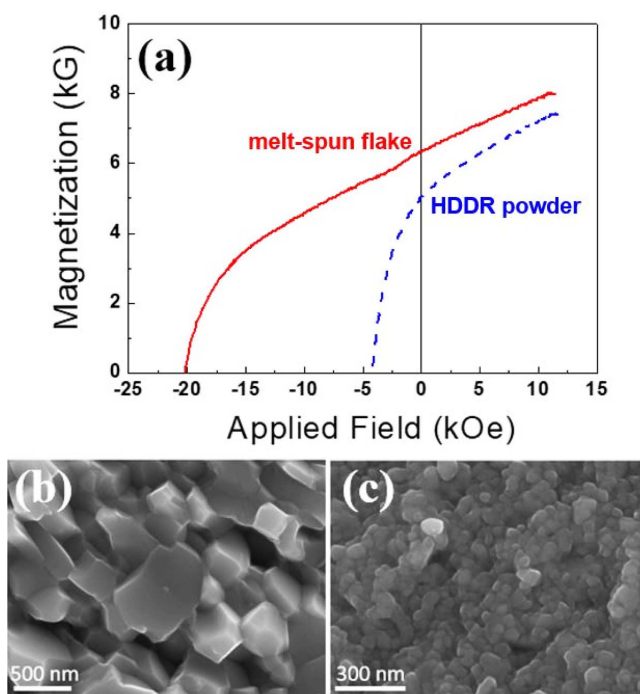 (a)
10
8
6
4
2
0
Magnetization (kG)
melt-spun flake
HDDR powder
-25 -20 -15 -10 -5 0 5 10 15
Applied Field (kOe)
(b) (c)
500 nm 300 nm